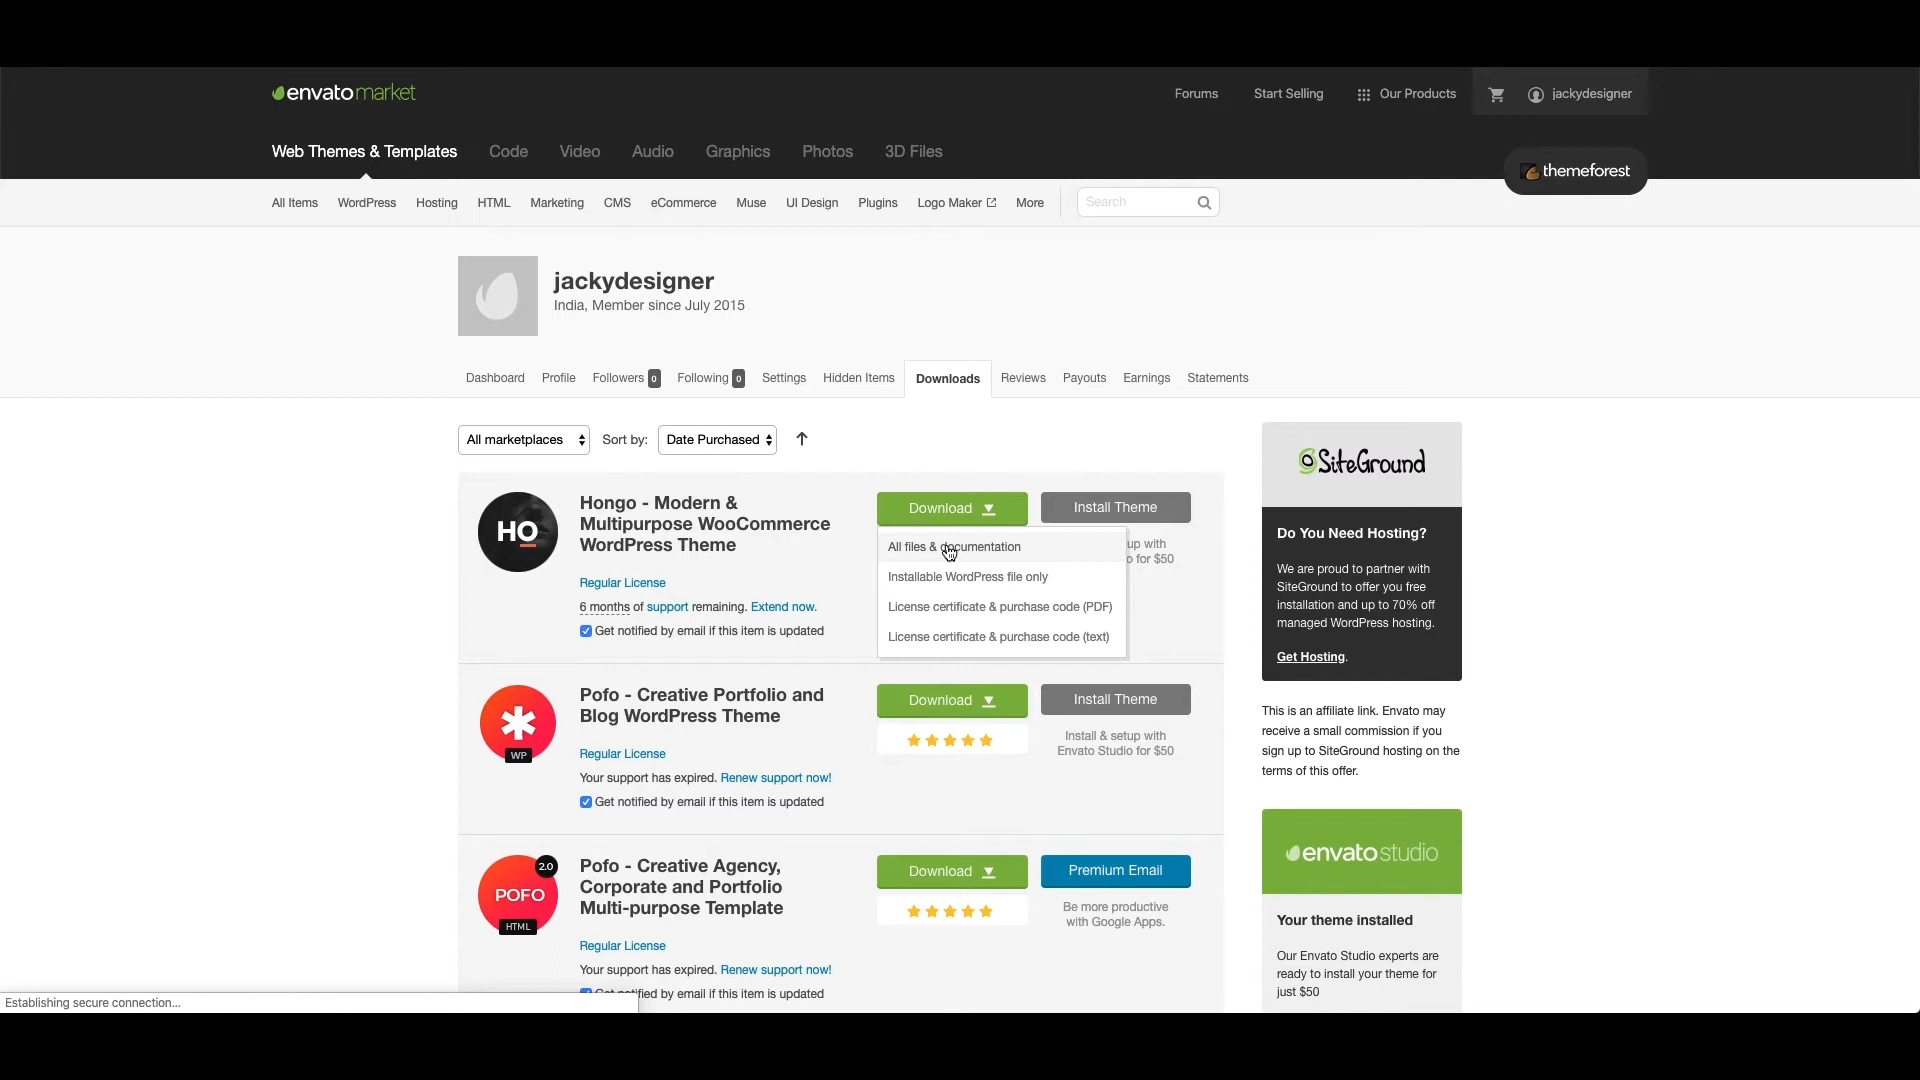 envatomarket
Forums
Start Selling
Our Products
jackydesigner
Web Themes & Templates
Code
Video
Audio
Graphics
Photos
3D Files
themeforest
All Items
WordPress
Hosting
HTML
Marketing
CMS
eCommerce
Muse
UI Design
Plugins
Logo Maker
More
Search
jackydesigner
India, Member since July 2015
Dashboard
Profile
Followers 0
Following 0
Settings
Hidden Items
Downloads
Reviews
Payouts
Earnings
Statements
All marketplaces
Sort by:
Date Purchased
HO
Hongo - Modern &
Multipurpose WooCommerce
WordPress Theme
Regular License
6 months of support remaining. Extend now.
Get notified by email if this item is updated
Download
Install Theme
up with
o for $50
All files & documentation
Installable WordPress file only
License certificate & purchase code (PDF)
License certificate & purchase code (text)
WP
Pofo - Creative Portfolio and
Blog WordPress Theme
Regular License
Your support has expired. Renew support now!
Get notified by email if this item is updated
Download
Install Theme
Install & setup with
Envato Studio for $50
2.0
POFO
HTML
Pofo - Creative Agency,
Corporate and Portfolio
Multi-purpose Template
Regular License
Your support has expired. Renew support now!
Get notified by email if this item is updated
Download
Premium Email
Be more productive
with Google Apps.
SiteGround
Do You Need Hosting?
We are proud to partner with
SiteGround to offer you free
installation and up to 70% off
managed WordPress hosting.
Get Hosting.
This is an affiliate link. Envato may
receive a small commission if you
sign up to SiteGround hosting on the
terms of this offer.
envatostudio
Your theme installed
Our Envato Studio experts are
ready to install your theme for
just $50
Establishing secure connection...